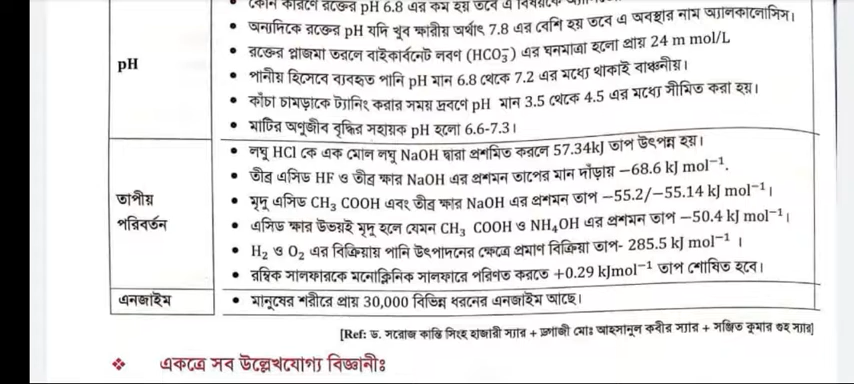 কোন কারণে রক্তের pH 6.8 এর কম হয় তবে এ
অন্যদিকে রক্তের pH যদি খুব ক্ষারীয় অর্থাৎ 7.8 এর বেশি হয় তবে এ অবস্থার নাম অ্যালকালোসিস।
রক্তের প্লাজমা তরলে বাইকার্বনেট লবণ (HCO₃⁻) এর ঘনমাত্রা হলো প্রায় 24 m mol/L
pH
পানীয় হিসেবে ব্যবহৃত পানি pH মান 6.8 থেকে 7.2 এর মধ্যে থাকাই বাঞ্চনীয়।
কাঁচা চামড়াকে ট্যানিং করার সময় দ্রবণে pH মান 3.5 থেকে 4.5 এর মধ্যে সীমিত করা হয়।
মাটির অণুজীব বৃদ্ধির সহায়ক pH হলো 6.6-7.3।
লঘু HCl কে এক মোল লঘু NaOH দ্বারা প্রশমিত করলে 57.34kJ তাপ উৎপন্ন হয়।
তীব্র এসিড HF ও তীব্র ক্ষার NaOH এর প্রশমন তাপের মান দাঁড়ায় −68.6 kJ mol⁻¹.
তাপীয় পরিবর্তন
মৃদু এসিড CH₃ COOH এবং তীব্র ক্ষার NaOH এর প্রশমন তাপ −55.2/−55.14 kJ mol⁻¹।
এসিড ক্ষার উভয়ই মৃদু হলে যেমন CH₃ COOH ও NH₄OH এর প্রশমন তাপ −50.4 kJ mol⁻¹।
H₂ ও O₂ এর বিক্রিয়ায় পানি উৎপাদনের ক্ষেত্রে প্রমাণ বিক্রিয়া তাপ- 285.5 kJ mol⁻¹ ।
রম্বিক সালফারকে মনোক্লিনিক সালফারে পরিণত করতে +0.29 kJmol⁻¹ তাপ শোষিত হবে।
এনজাইম
মানুষের শরীরে প্রায় 30,000 বিভিন্ন ধরনের এনজাইম আছে।
[Ref: ড. সরোজ কান্তি সিংহ হাজারী স্যার + মোঃ আহসানুল কবীর স্যার + সঞ্জিত কুমার গুহ স্যার]
❖ একত্রে সব উল্লেখযোগ্য বিজ্ঞানীঃ